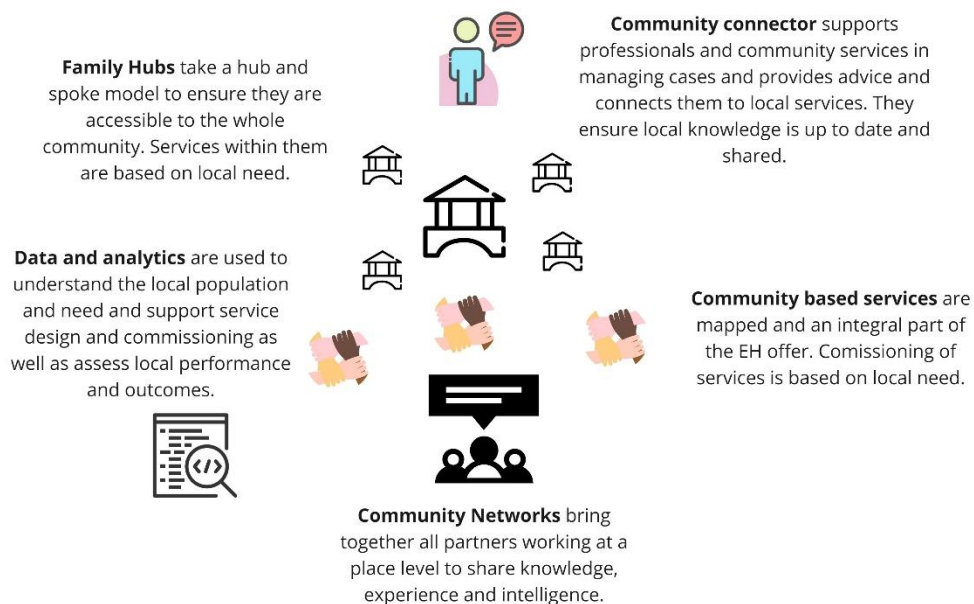 Family Hubs take a hub and
spoke model to ensure they are
accessible to the whole
community. Services within them
are based on local need.
Community connector supports
professionals and community services in
managing cases and provides advice and
connects them to local services. They
ensure local knowledge is up to date and
shared.
Data and analytics are used to
understand the local population
and need and support service
design and commissioning as
well as assess local performance
and outcomes.
Community based services are
mapped and an integral part of
the EH offer. Comissioning of
services is based on local need.
</>
Community Networks bring
together all partners working at a
place level to share knowledge,
experience and intelligence.